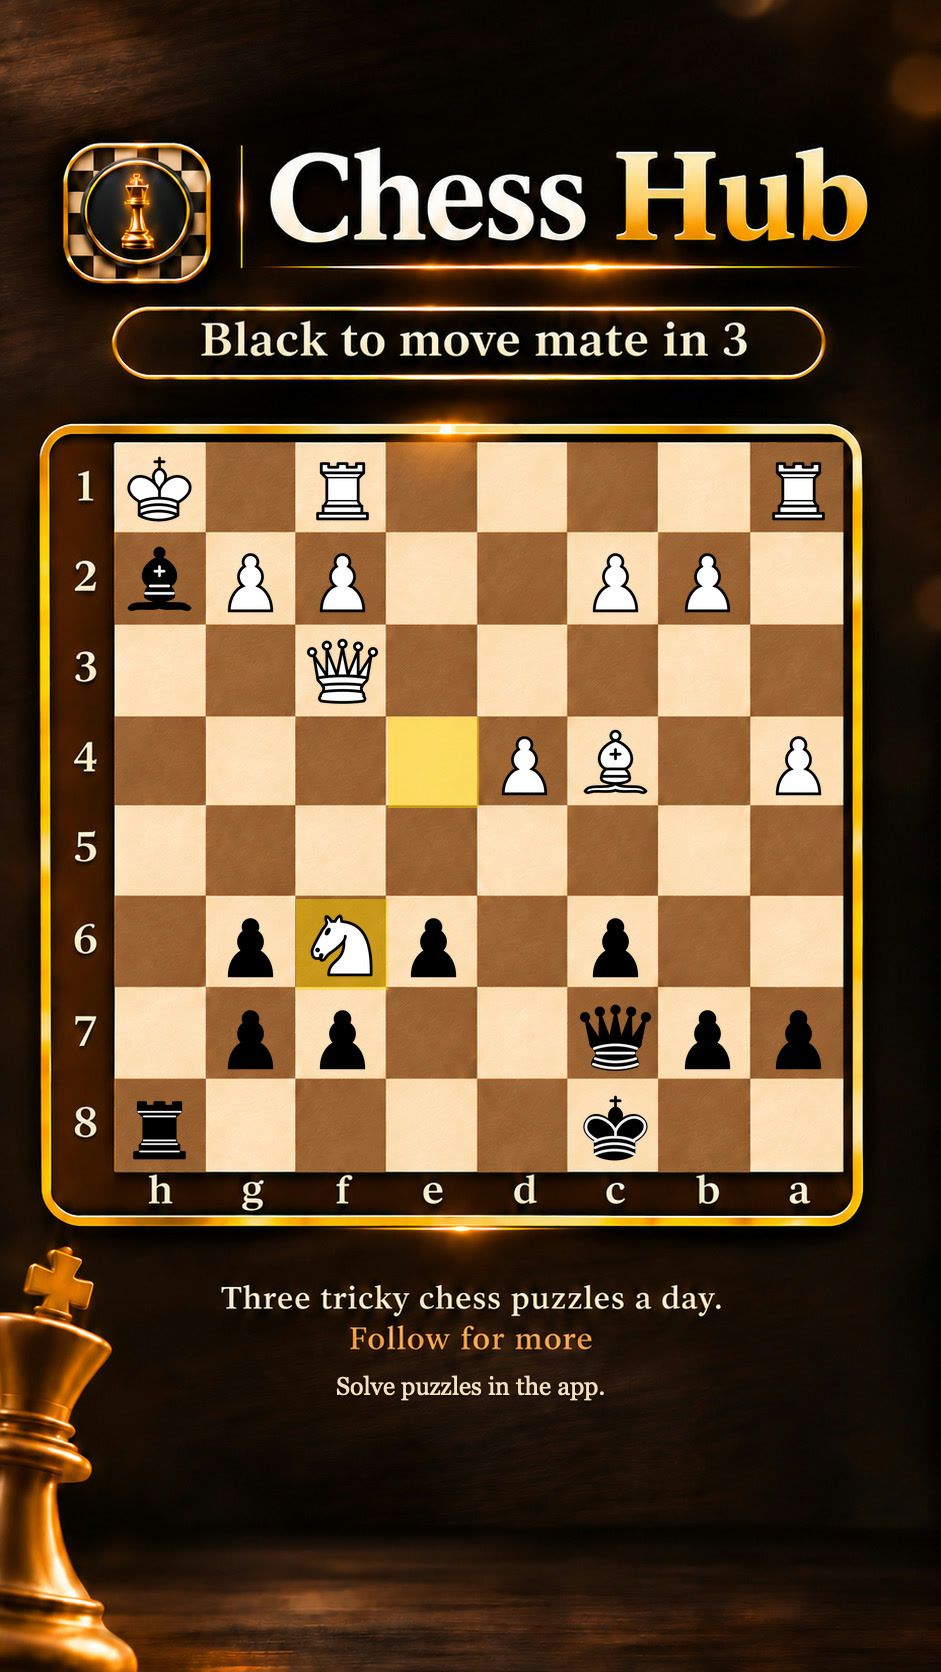 Chess Hub
Black to move mate in 3
1
2
3
4
5
6
7
8
h g f e d c b a
Three tricky chess puzzles a day.
Follow for more
Solve puzzles in the app.